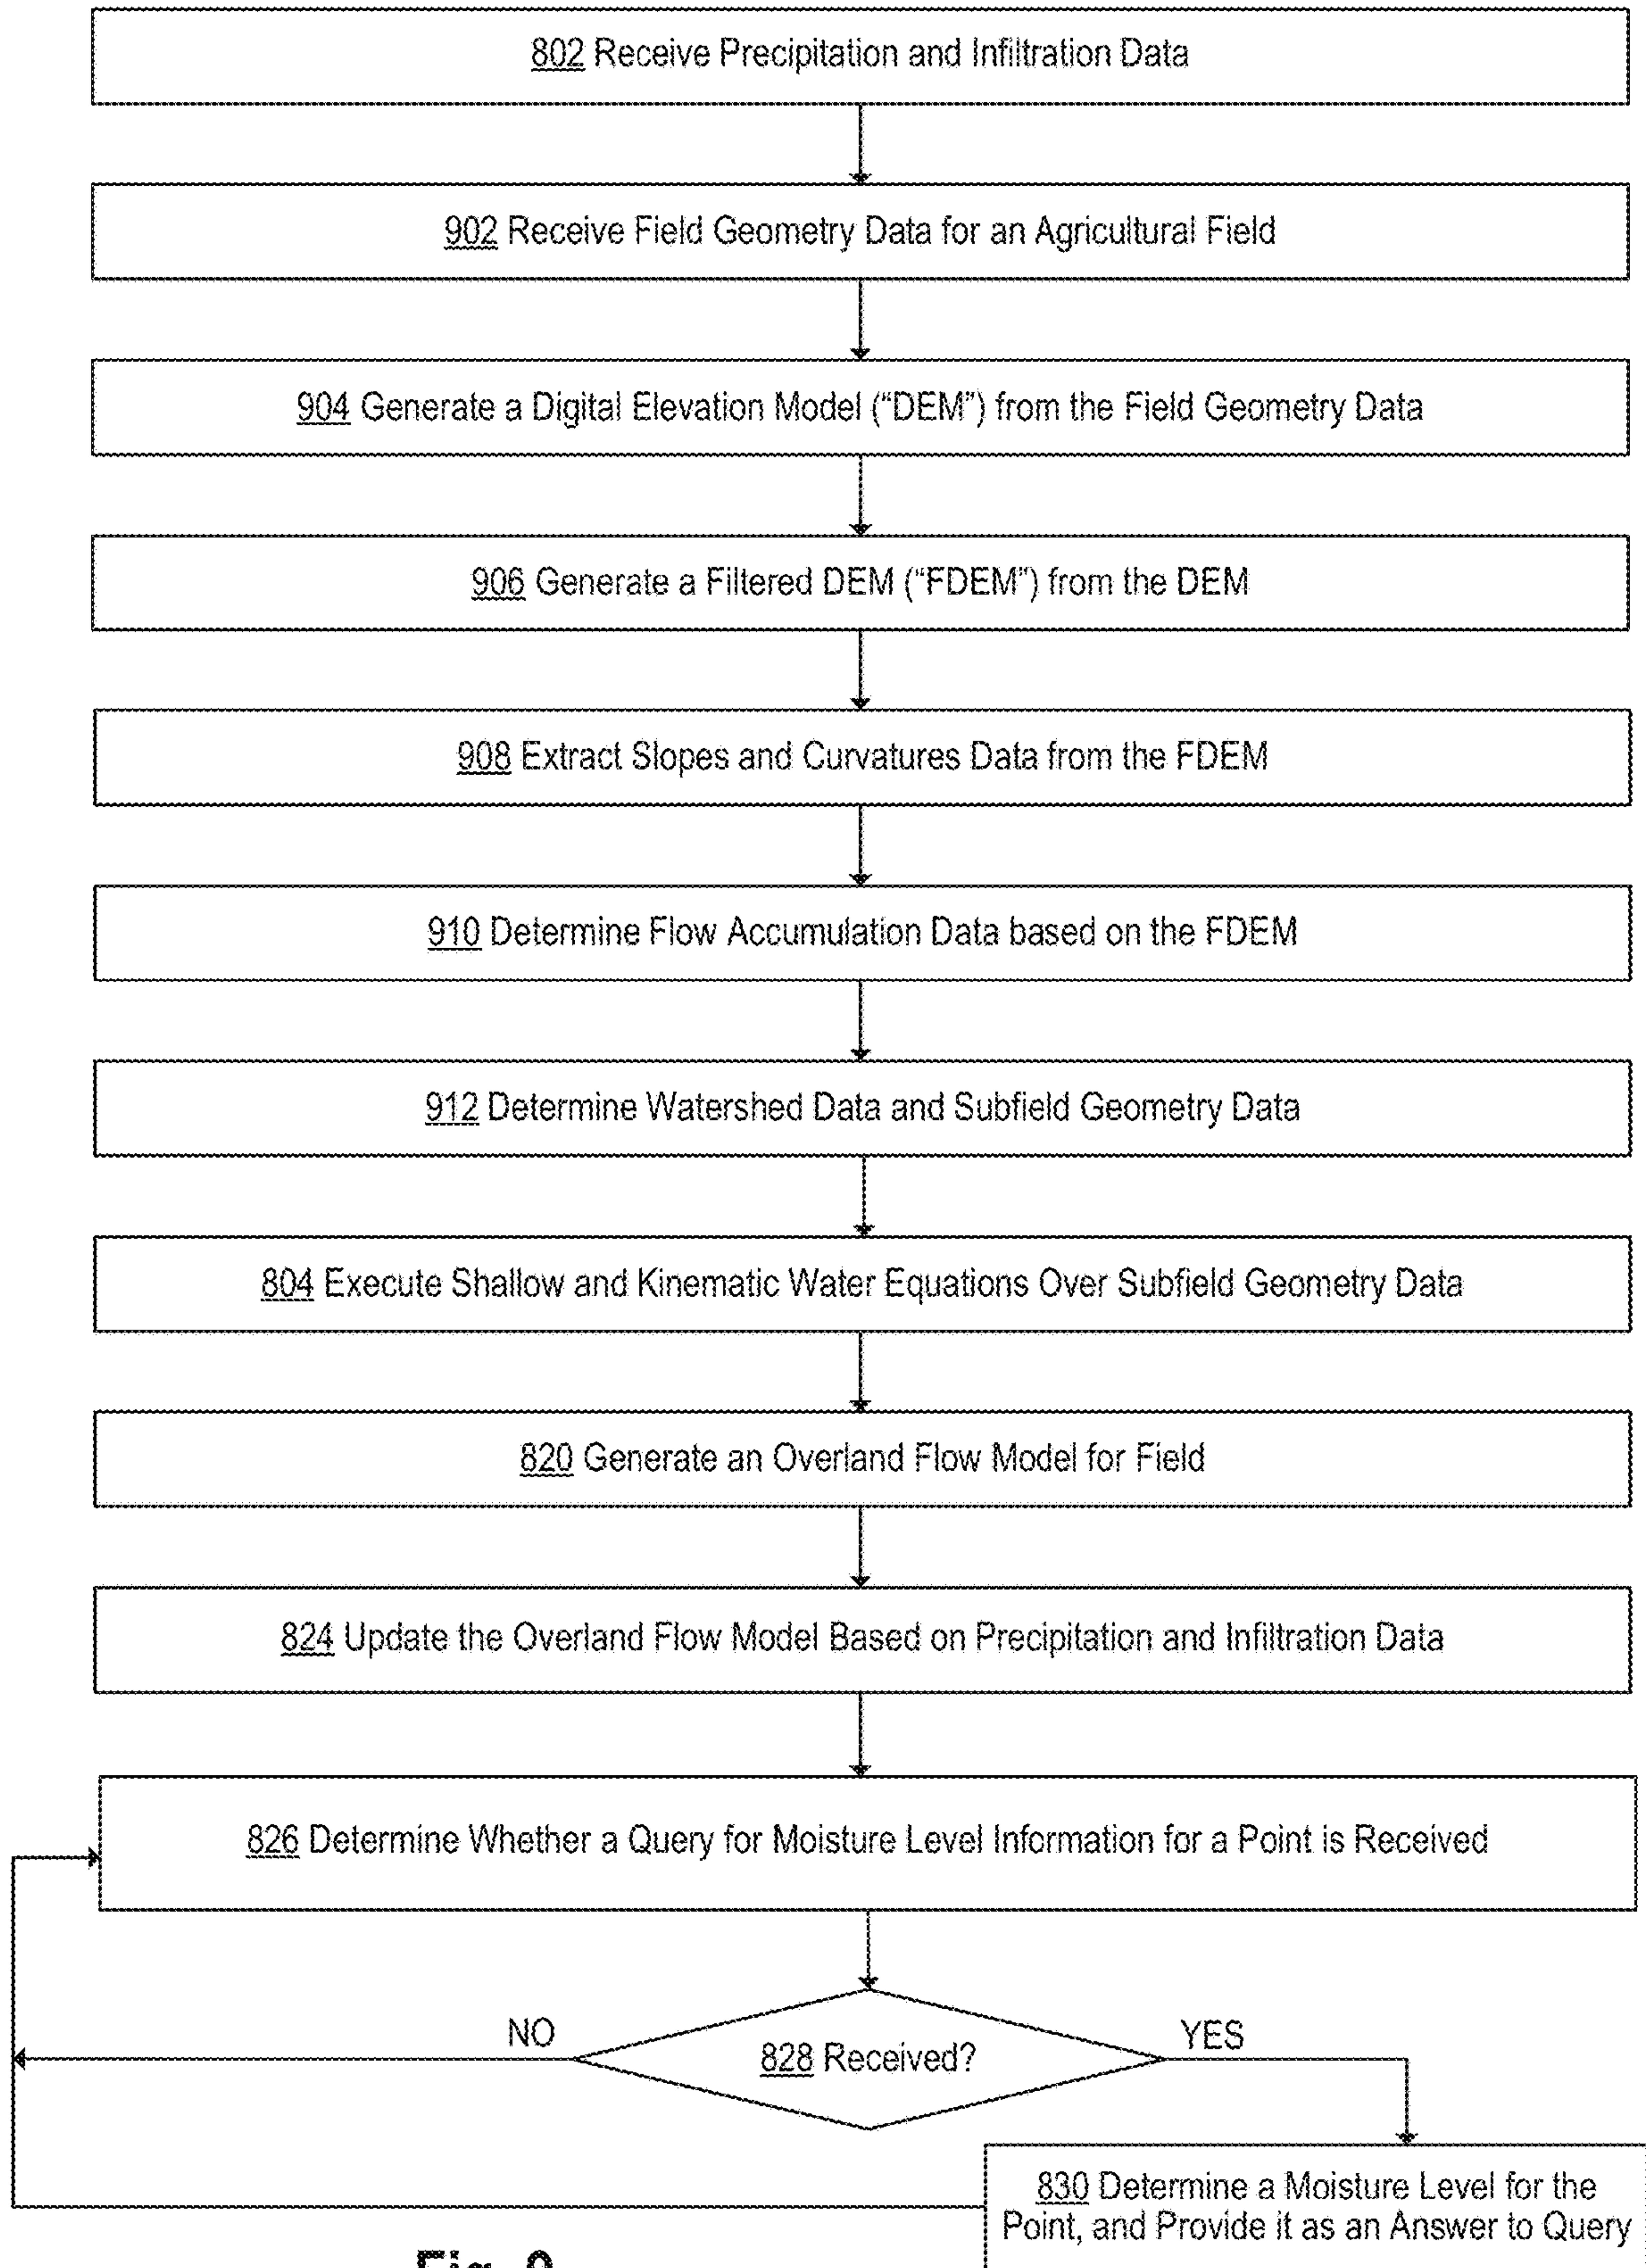 802 Receive Precipitation and Infiltration Data
902 Receive Field Geometry Data for an Agricultural Field
904 Generate a Digital Elevation Model (“DEM”) from the Field Geometry Data
906 Generate a Filtered DEM (“FDEM”) from the DEM
908 Extract Slopes and Curvatures Data from the FDEM
910 Determine Flow Accumulation Data based on the FDEM
912 Determine Watershed Data and Subfield Geometry Data
804 Execute Shallow and Kinematic Water Equations Over Subfield Geometry Data
820 Generate an Overland Flow Model for Field
824 Update the Overland Flow Model Based on Precipitation and Infiltration Data
826 Determine Whether a Query for Moisture Level Information for a Point is Received
NO
YES
828 Received?
830 Determine a Moisture Level for the
Point, and Provide it as an Answer to Query